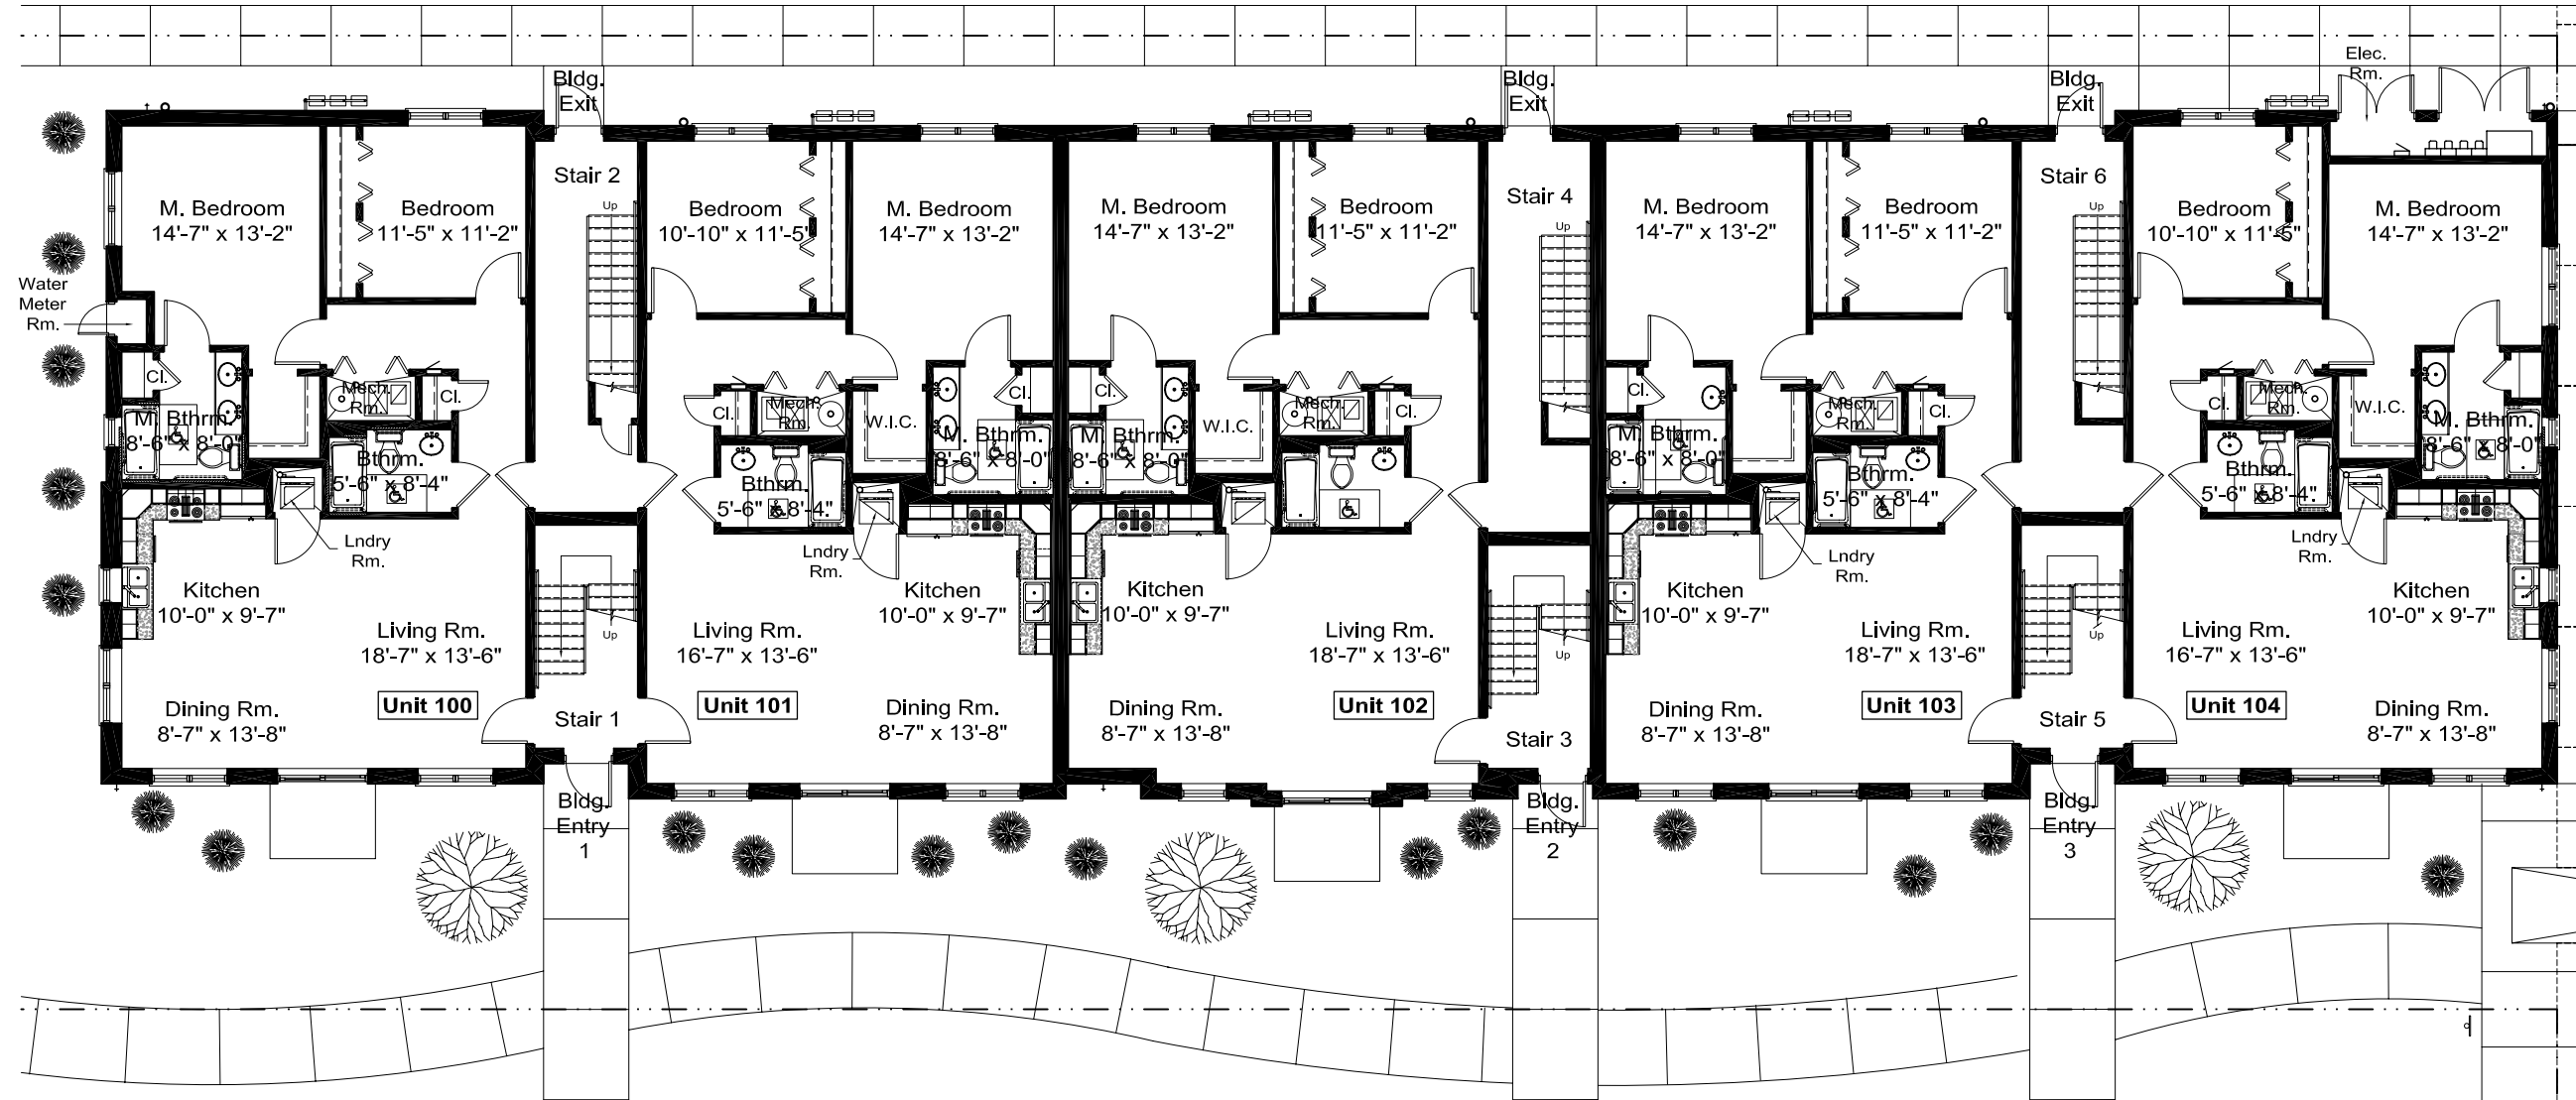 Bldg.
Exit
Bldg.
Exit
Bldg.
Exit
Elec.
Rm.
Stair 2
Stair 4
Stair 6
Up
Up
Up
M. Bedroom
14'-7" x 13'-2"
Bedroom
11'-5" x 11'-2"
Bedroom
10'-10" x 11'-5"
M. Bedroom
14'-7" x 13'-2"
M. Bedroom
14'-7" x 13'-2"
Bedroom
11'-5" x 11'-2"
M. Bedroom
14'-7" x 13'-2"
Bedroom
11'-5" x 11'-2"
Bedroom
10'-10" x 11'-5"
M. Bedroom
14'-7" x 13'-2"
Water
Meter
Rm.
Cl.
Mech.
Rm.
Cl.
M. Bthrm.
8'-6" x 8'-0"
Bthrm.
5'-6" x 8'-4"
Cl.
Mech.
Rm.
W.I.C.
Cl.
M. Bthrm.
8'-6" x 8'-0"
Bthrm.
5'-6" x 8'-4"
Cl.
W.I.C.
Mech.
Rm.
Cl.
M. Bthrm.
8'-6" x 8'-0"
Cl.
Mech.
Rm.
Cl.
M. Bthrm.
8'-6" x 8'-0"
Bthrm.
5'-6" x 8'-4"
Cl.
Mech.
Rm.
W.I.C.
M. Bthrm.
8'-6" x 8'-0"
Bthrm.
5'-6" x 8'-4"
Lndry
Rm.
Lndry
Rm.
Lndry
Rm.
Lndry
Rm.
Kitchen
10'-0" x 9'-7"
Kitchen
10'-0" x 9'-7"
Kitchen
10'-0" x 9'-7"
Kitchen
10'-0" x 9'-7"
Kitchen
10'-0" x 9'-7"
Living Rm.
18'-7" x 13'-6"
Up
Living Rm.
16'-7" x 13'-6"
Living Rm.
18'-7" x 13'-6"
Up
Living Rm.
18'-7" x 13'-6"
Up
Living Rm.
16'-7" x 13'-6"
Dining Rm.
8'-7" x 13'-8"
Unit 100
Stair 1
Unit 101
Dining Rm.
8'-7" x 13'-8"
Dining Rm.
8'-7" x 13'-8"
Unit 102
Stair 3
Dining Rm.
8'-7" x 13'-8"
Unit 103
Stair 5
Unit 104
Dining Rm.
8'-7" x 13'-8"
Bldg.
Entry
1
Bldg.
Entry
2
Bldg.
Entry
3